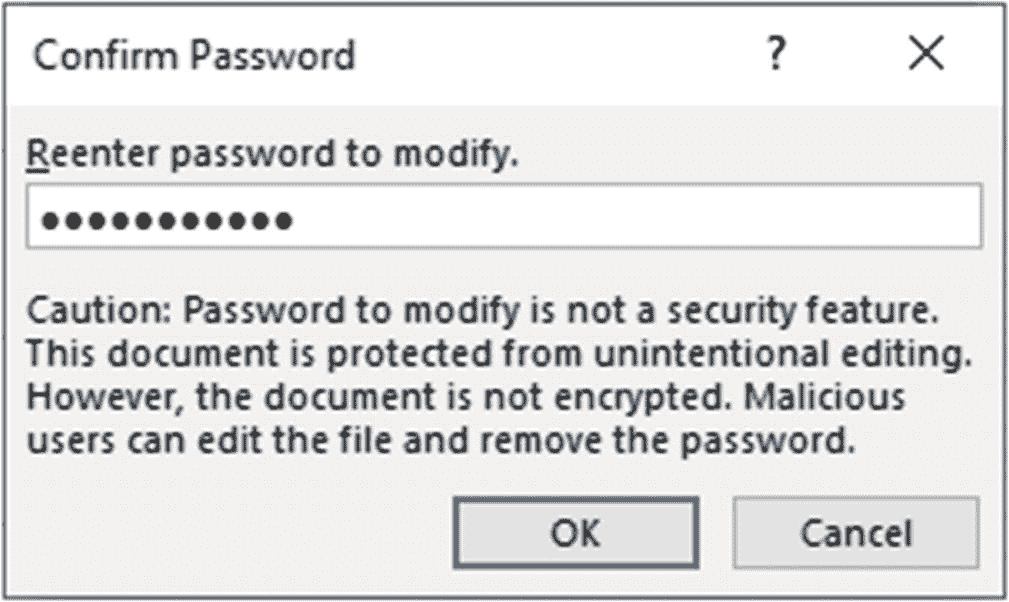 Confirm Password ?
Reenter password to modify.
●●●●●●●●●●●
Caution: Password to modify is not a security feature.
This document is protected from unintentional editing.
However, the document is not encrypted. Malicious
users can edit the file and remove the password.
OK Cancel